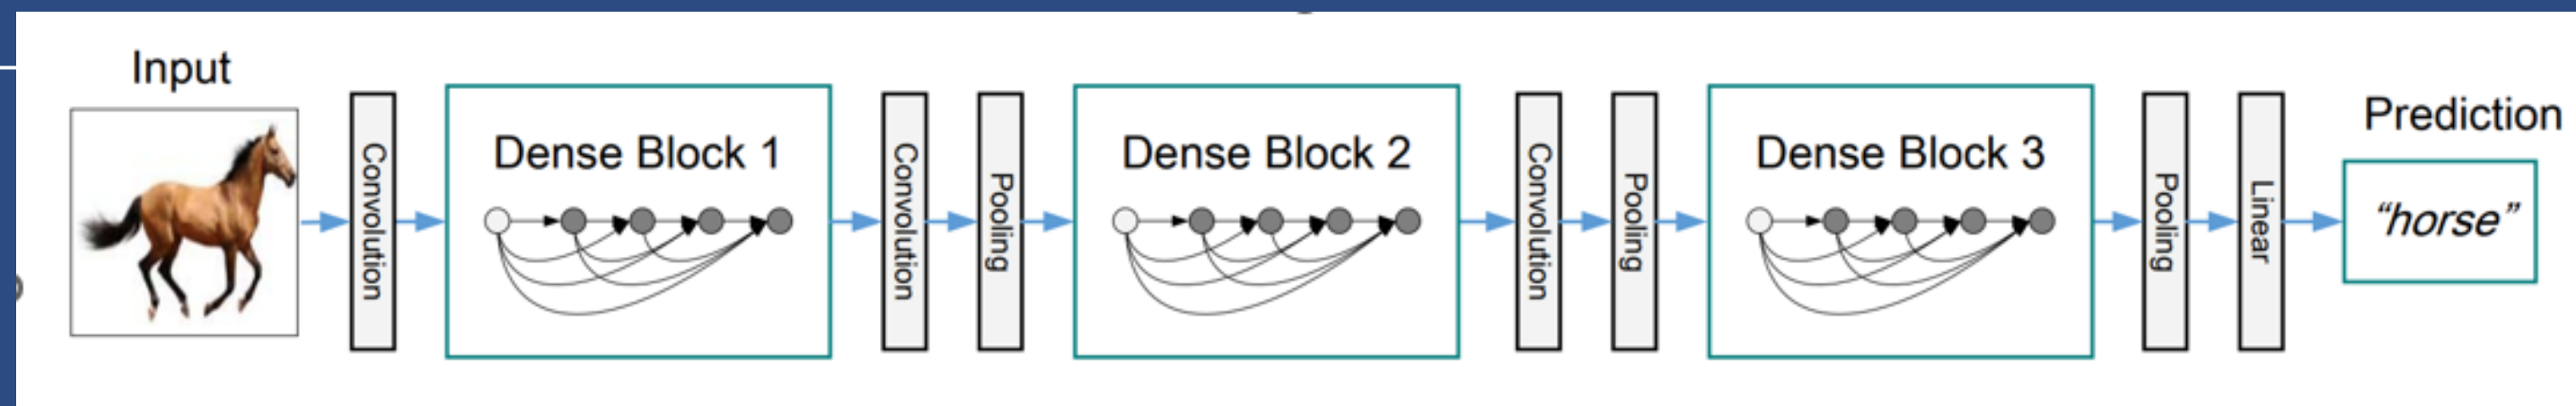 Input
Convolution
Dense Block 1
Convolution
Pooling
Dense Block 2
Convolution
Pooling
Dense Block 3
Pooling
Linear
Prediction
“horse”